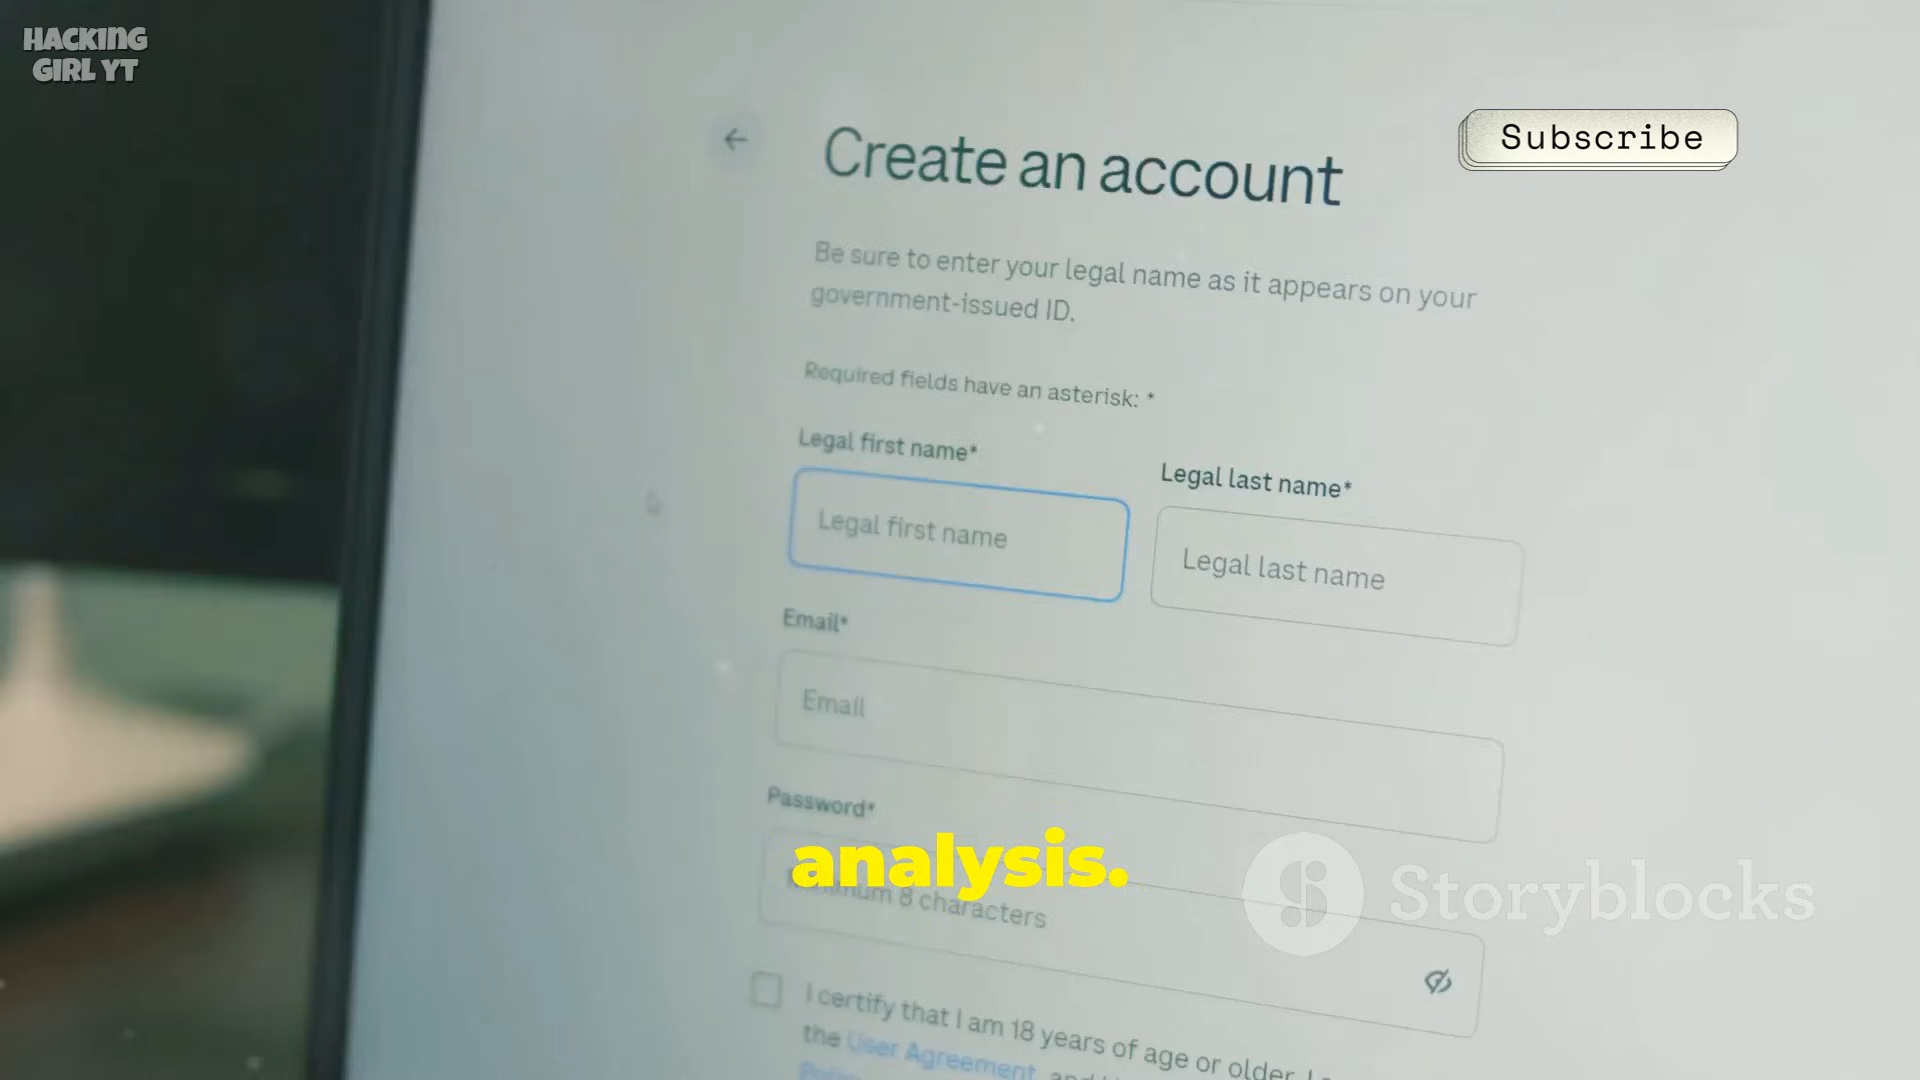 HACKING
GIRL YT
Subscribe
Create an account
Be sure to enter your legal name as it appears on your
government-issued ID.
Required fields have an asterisk: *
Legal first name*
Legal last name*
Legal first name
Legal last name
Email*
Email
Password*
analysis.
8 characters
Storyblocks
I certify that I am 18 years of age or older, I
the User Agreement, and